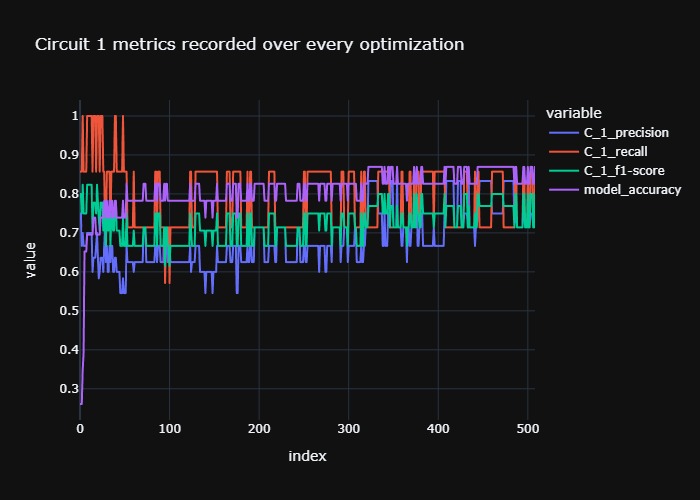 Circuit 1 metrics recorded over every optimization
variable
C_1_precision
C_1_recall
C_1_f1-score
model_accuracy
value
1
0.9
0.8
0.7
0.6
0.5
0.4
0.3
0 100 200 300 400 500
index